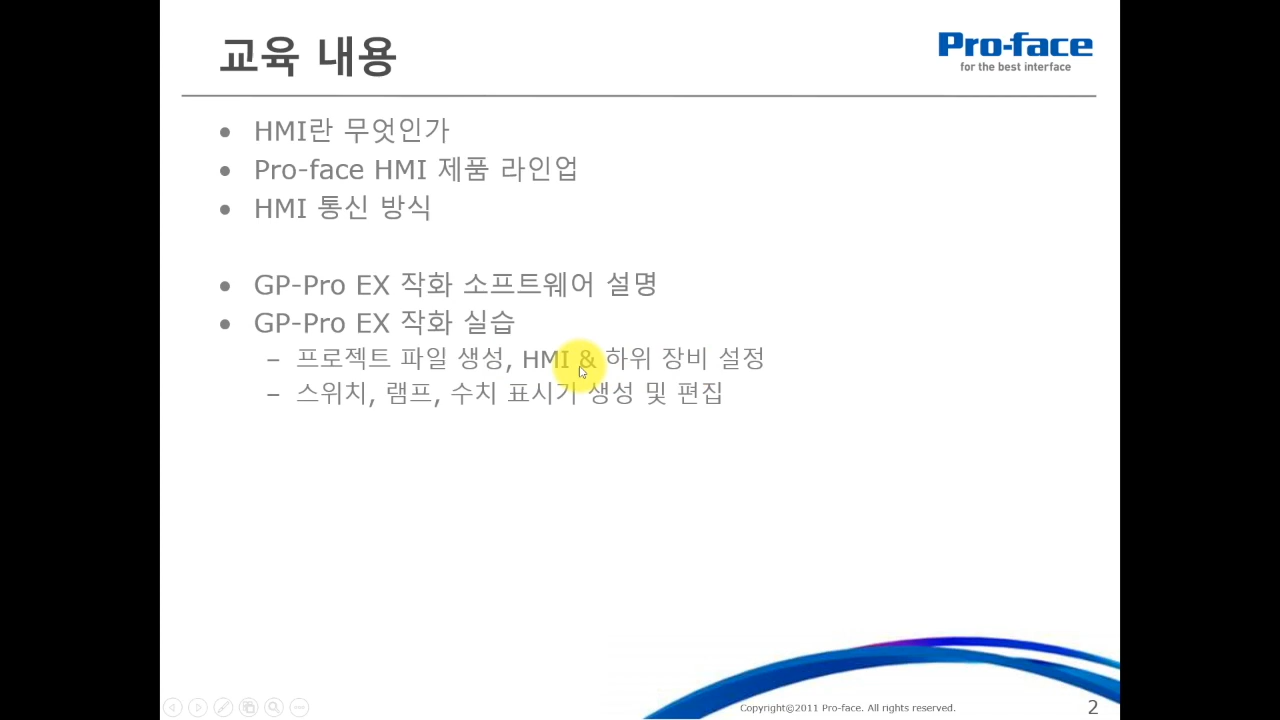 교육 내용
Pro-face
for the best interface
• HMI란 무엇인가
• Pro-face HMI 제품 라인업
• HMI 통신 방식
• GP-Pro EX 작화 소프트웨어 설명
• GP-Pro EX 작화 실습
– 프로젝트 파일 생성, HMI & 하위 장비 설정
– 스위치, 램프, 수치 표시기 생성 및 편집
Copyright©2011 Pro-face. All rights reserved.
2